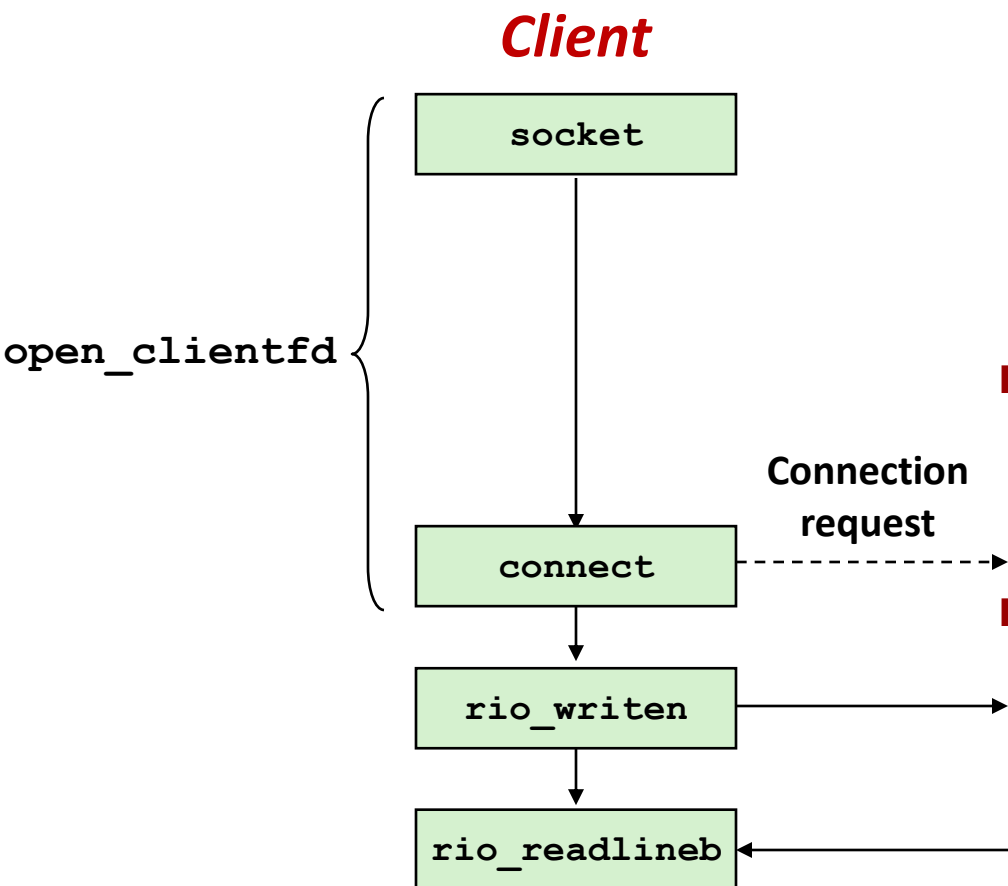 Client
socket
open_clientfd
Connection
request
connect
rio_writen
rio_readlineb